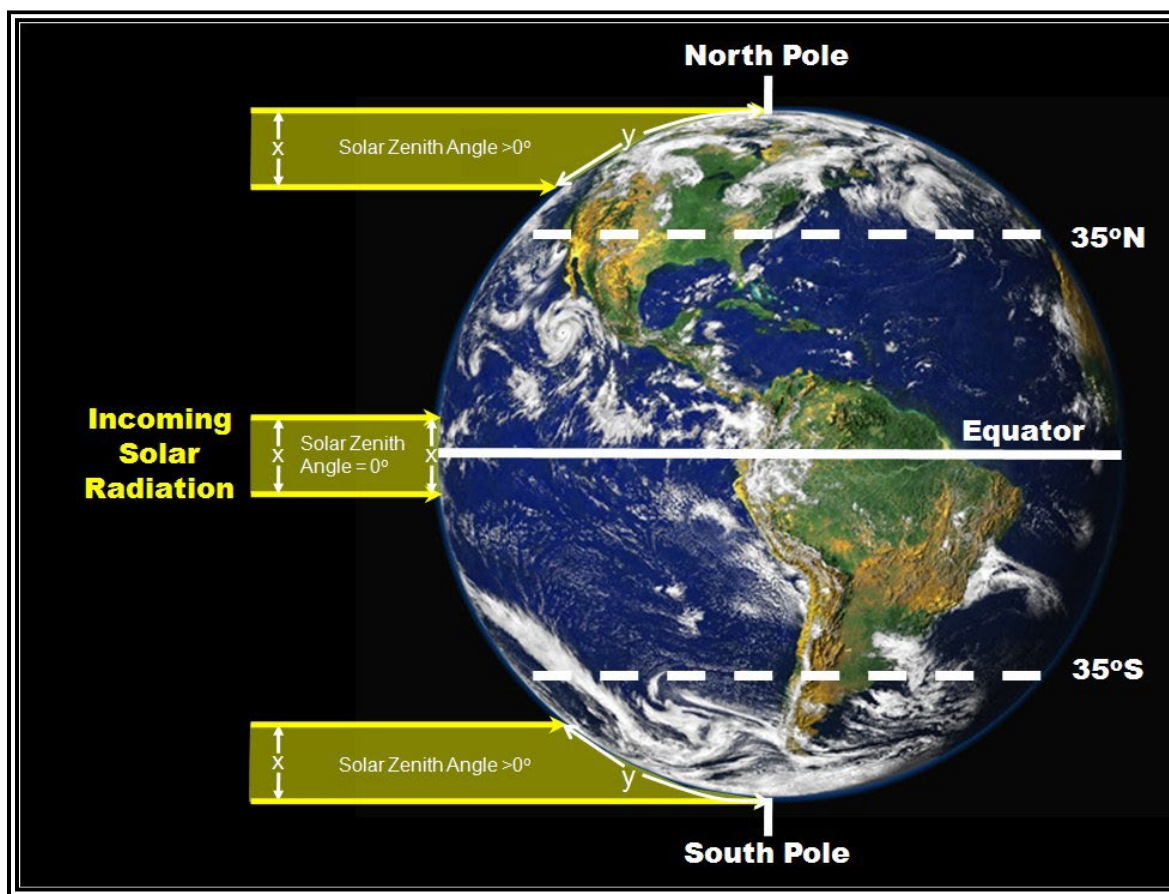 North Pole
x
Solar Zenith Angle >0º
y
35ºN
Incoming
Solar
Radiation
x
Solar Zenith
Angle = 0º
x
Equator
35ºS
x
Solar Zenith Angle >0º
y
South Pole